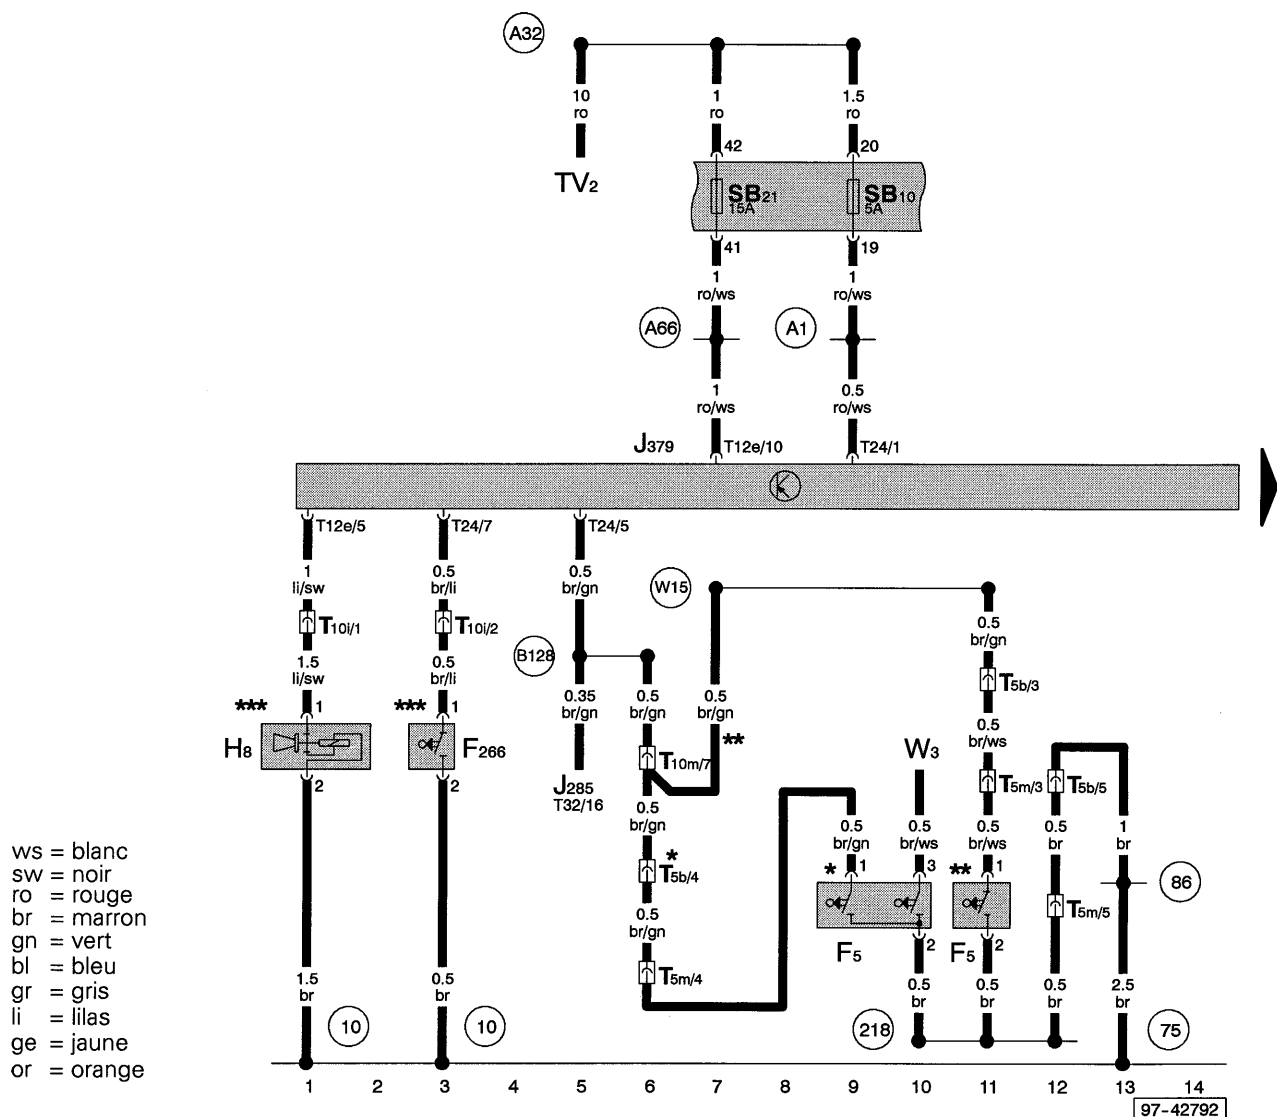 A32
10
ro
1
ro
1.5
ro
42
20
TV2
SB21
15A
SB10
5A
41
19
1
ro/ws
1
ro/ws
A66
A1
1
ro/ws
0.5
ro/ws
J379
T12e/10
T24/1
K
T12e/5
T24/7
T24/5
1
li/sw
0.5
br/li
0.5
br/gn
W15
T10i/1
T10i/2
0.5
br/gn
1.5
li/sw
0.5
br/li
B128
T5b/3
0.35
br/gn
0.5
br/gn
0.5
br/gn
*** 1
*** 1
**
0.5
br/ws
H8
F266
T10m/7
W3
2
2
J285
T32/16
T5m/3
T5b/5
0.5
br/gn
0.5
br/gn
0.5
br/ws
0.5
br/ws
0.5
br
1
br
*
T5b/4
* 1
3
** 1
86
ws = blanc
sw = noir
ro = rouge
br = marron
gn = vert
bl = bleu
gr = gris
li = lilas
ge = jaune
or = orange
0.5
br/gn
T5m/5
F5
2
F5
2
T5m/4
1.5
br
0.5
br
0.5
br
0.5
br
0.5
br
2.5
br
10
10
218
75
1 2 3 4 5 6 7 8 9 10 11 12 13 14
97-42792